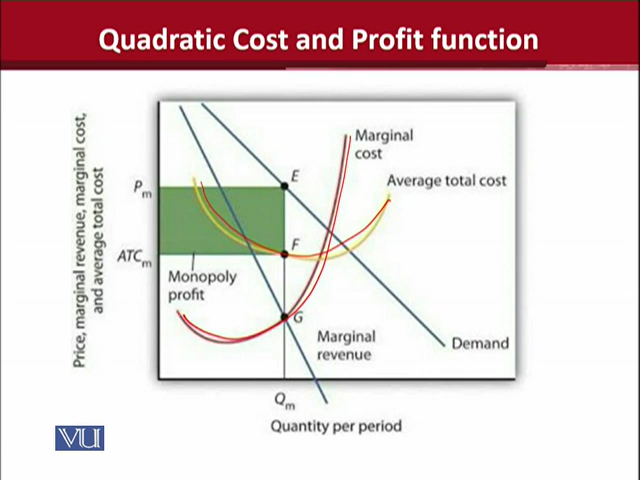 Quadratic Cost and Profit function
Price, marginal revenue, marginal cost,
and average total cost
Marginal
cost
Average total cost
E
Pm
F
ATCm
Monopoly
profit
G
Marginal
revenue
Demand
Qm
Quantity per period
VU